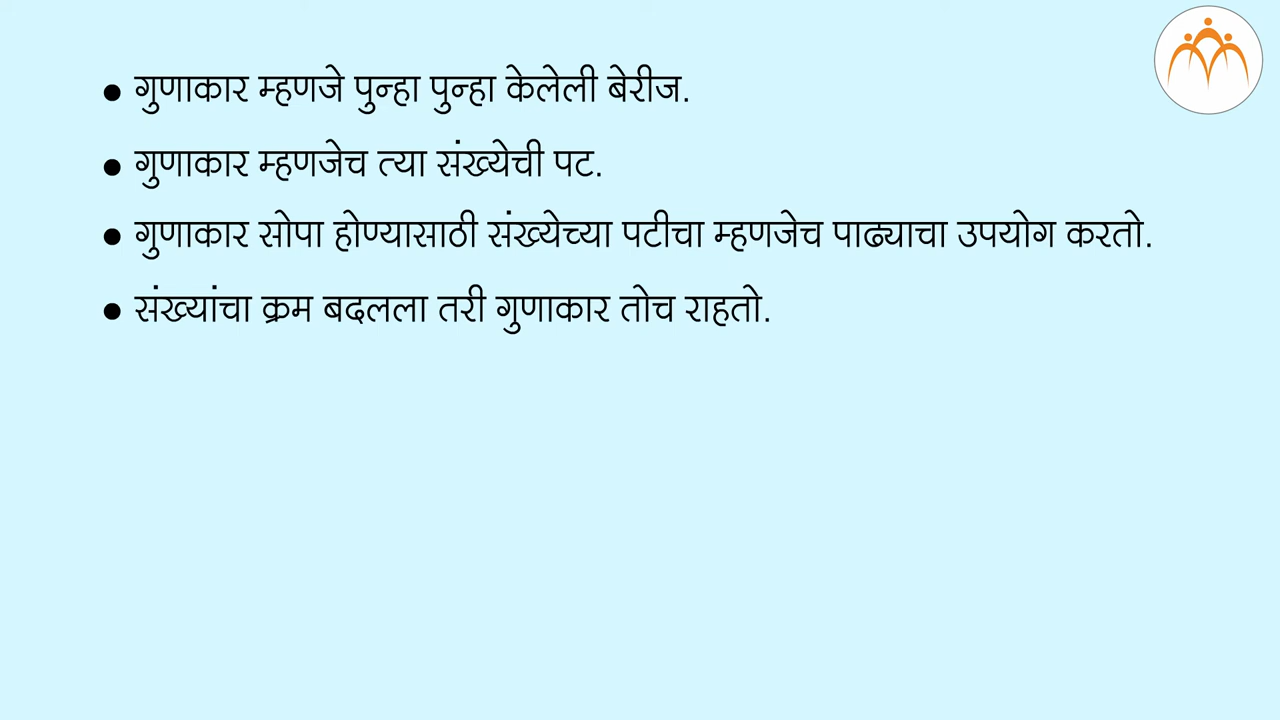 • गुणाकार म्हणजे पुन्हा पुन्हा केलेली बेरीज.
• गुणाकार म्हणजेच त्या संख्येची पट.
• गुणाकार सोपा होण्यासाठी संख्येच्या पटीचा म्हणजेच पाढ्याचा उपयोग करतो.
• संख्यांचा क्रम बदलला तरी गुणाकार तोच राहतो.